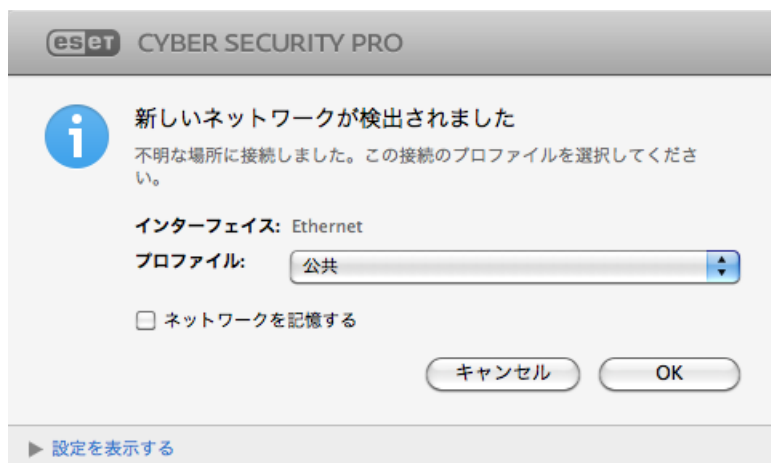 eset CYBER SECURITY PRO
新しいネットワークが検出されました
不明な場所に接続しました。この接続のプロファイルを選択してくださ
い。
インターフェイス: Ethernet
プロファイル: 公共
ネットワークを記憶する
キャンセル OK
設定を表示する